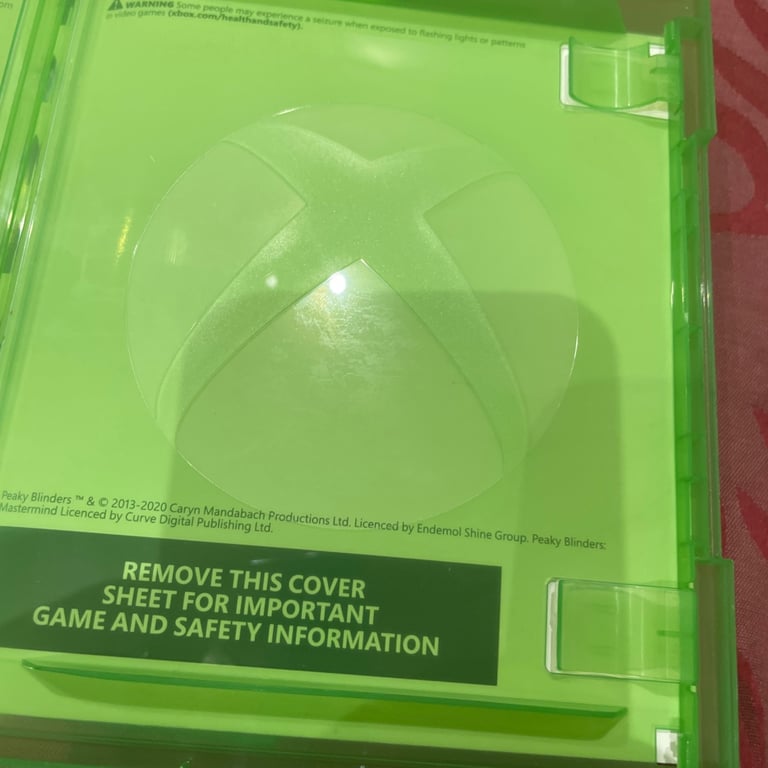 om
WARNING Some people may experience a seizure when exposed to flashing lights or patterns
in video games (xbox.com/healthandsafety).
Peaky Blinders ™ & © 2013-2020 Caryn Mandabach Productions Ltd. Licenced by Endemol Shine Group. Peaky Blinders:
Mastermind Licenced by Curve Digital Publishing Ltd.
REMOVE THIS COVER
SHEET FOR IMPORTANT
GAME AND SAFETY INFORMATION